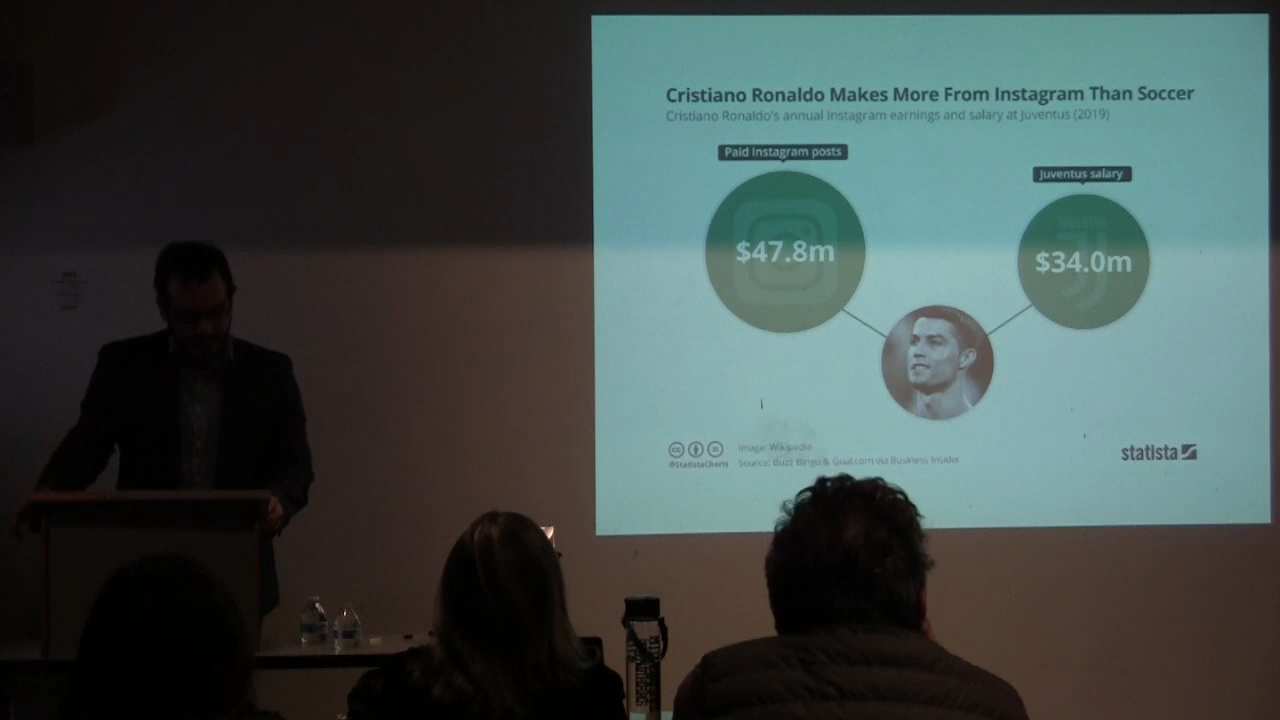 Cristiano Ronaldo Makes More From Instagram Than Soccer
Cristiano Ronaldo's annual Instagram earnings and salary at Juventus (2019)
Paid Instagram posts
Juventus salary
$47.8m
$34.0m
@StatistaCharts
Image: Wikipedia
Source: Buzz Bingo & Goal.com via Business Insider
statista